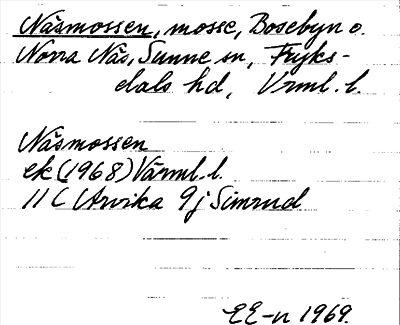 Näsmossen, mosse, Bosebyn o.
Norra Näs, Sunne sn, Fryks-
dals hd, Vrml. l.
Näsmossen
ek (1968) Värml. l.
11 C Arvika 9 j Simrud
EE-n 1969.